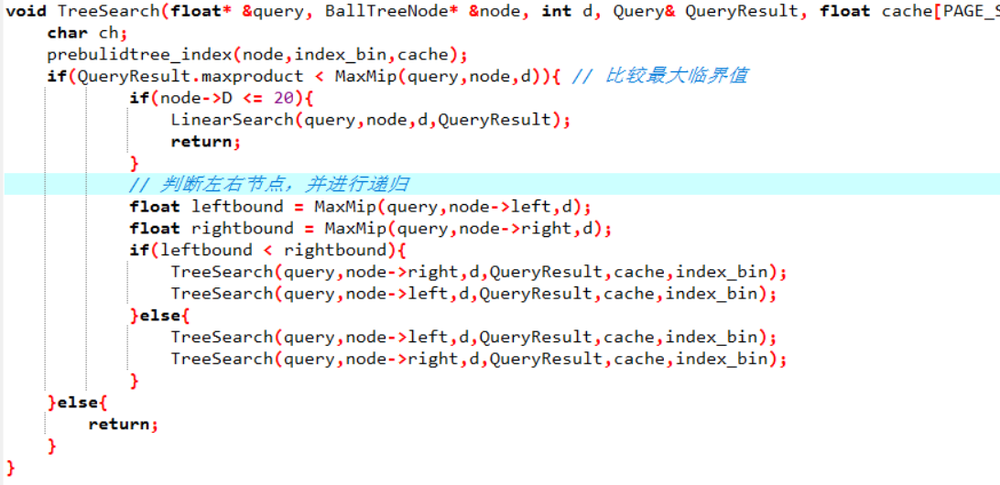 void TreeSearch(float* &query, BallTreeNode* &node, int d, Query& QueryResult, float cache[PAGE_
char ch;
prebulidtree_index(node,index_bin,cache);
if(QueryResult.maxproduct < MaxMip(query,node,d)){ // 比较最大临界值
if(node->D <= 20){
LinearSearch(query,node,d,QueryResult);
return;
}
// 判断左右节点，并进行递归
float leftbound = MaxMip(query,node->left,d);
float rightbound = MaxMip(query,node->right,d);
if(leftbound < rightbound){
TreeSearch(query,node->right,d,QueryResult,cache,index_bin);
TreeSearch(query,node->left,d,QueryResult,cache,index_bin);
}else{
TreeSearch(query,node->left,d,QueryResult,cache,index_bin);
TreeSearch(query,node->right,d,QueryResult,cache,index_bin);
}
}else{
return;
}
}